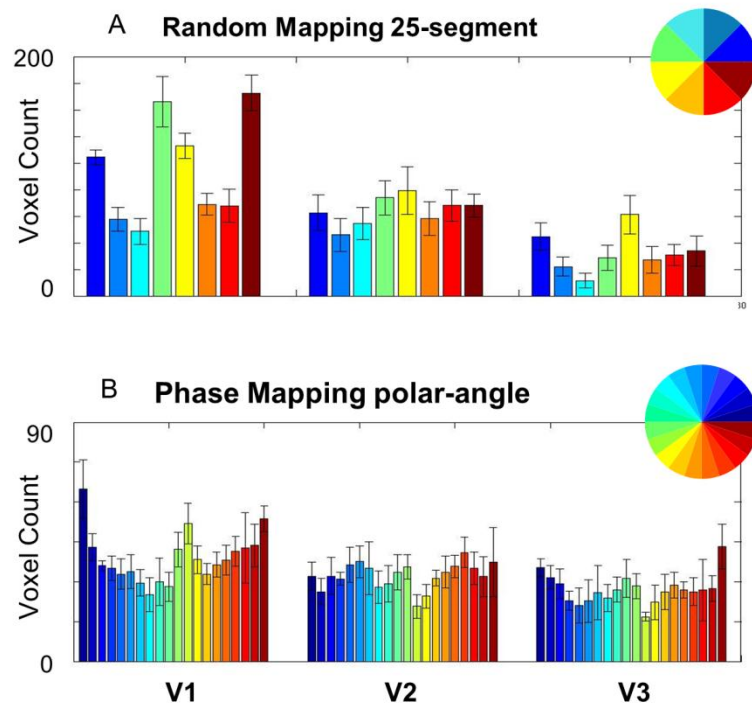 A Random Mapping 25-segment
200
Voxel Count
0
30
B Phase Mapping polar-angle
90
Voxel Count
0
V1 V2 V3